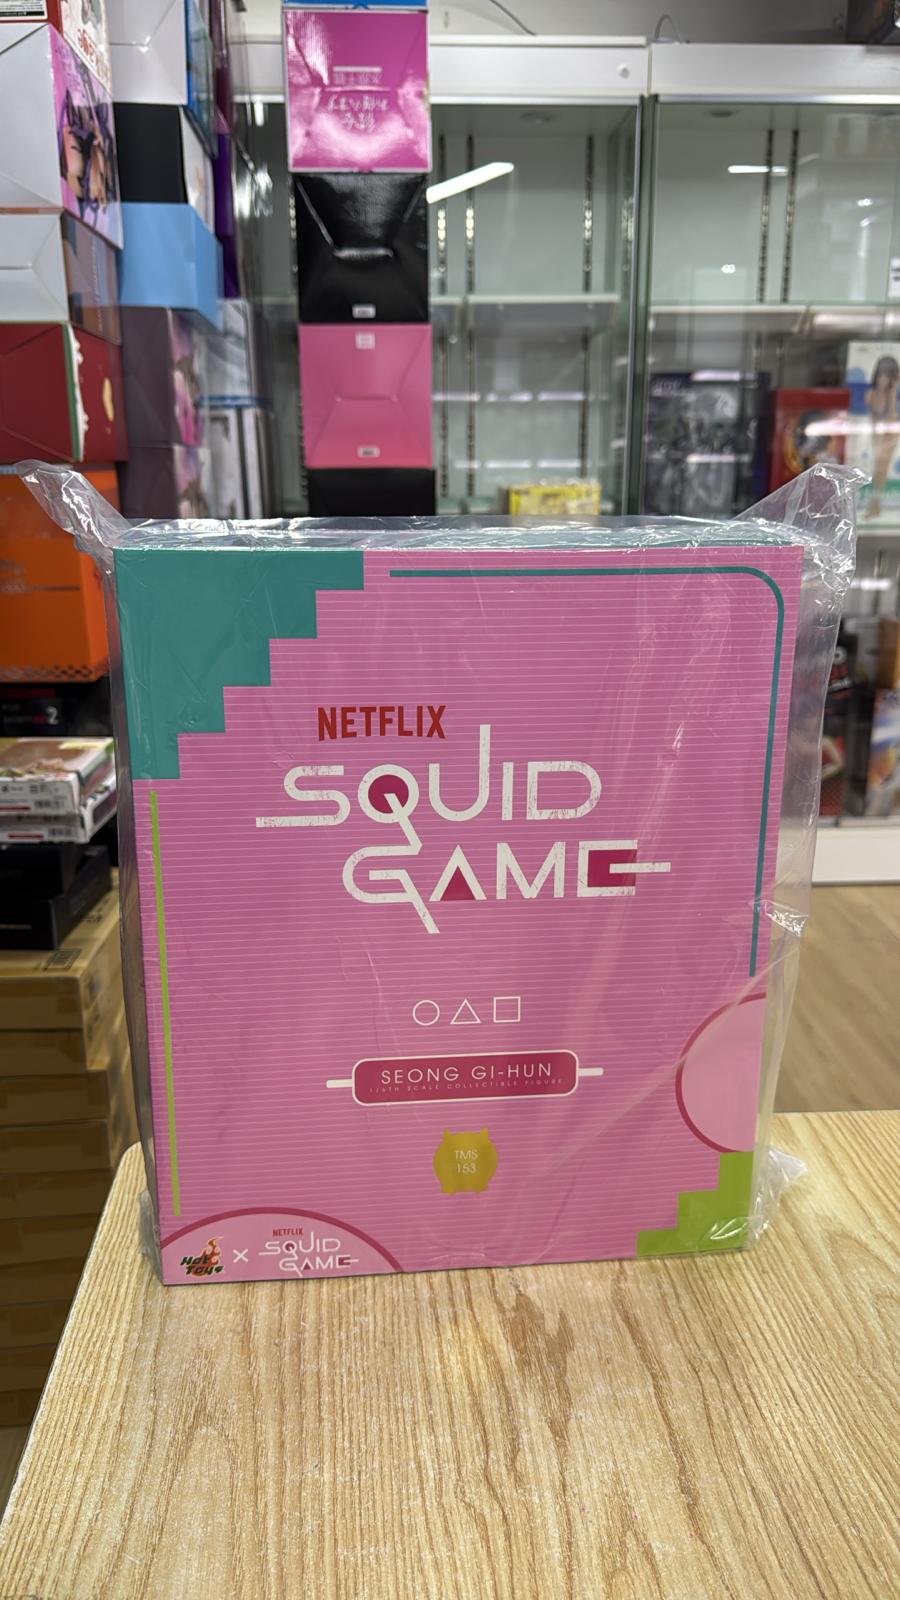 NETFLIX
SQUID
GAME
SEONG GI-HUN
1/6TH SCALE COLLECTIBLE FIGURE
TMS
153
Hot
Toys
X
NETFLIX
SQUID
GAME